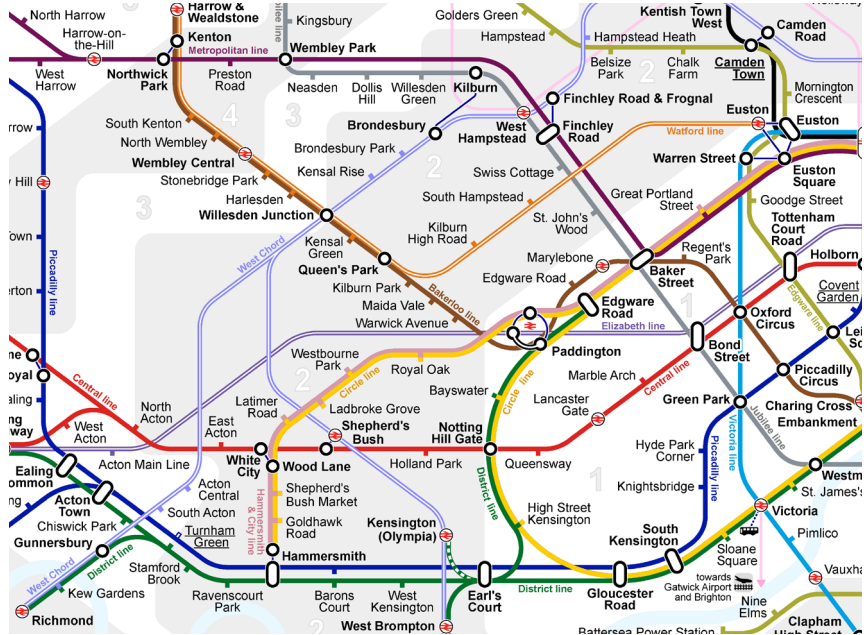 Harrow &
Wealdstone
North Harrow
Harrow-on-
the-Hill
Kenton
Metropolitan line
West
Harrow
Northwick
Park
Preston
Road
Kingsbury
Wembley Park
Neasden
Dollis
Hill
Willesden
Green
Kilburn
Golders Green
Hampstead
Hampstead Heath
Belsize
Park
Chalk
Farm
Kentish Town
West
Camden
Road
Camden
Town
Mornington
Crescent
2
4
3
South Kenton
North Wembley
Wembley Central
Stonebridge Park
Harlesden
Willesden Junction
Brondesbury
Brondesbury Park
Kensal Rise
2
West
Hampstead
Finchley Road & Frognal
Finchley
Road
Watford line
Euston
Euston
Warren Street
Euston
Square
Swiss Cottage
South Hampstead
St. John's
Wood
Kilburn
High Road
Great Portland
Street
Goodge Street
Tottenham
Court
Road
Holborn
3
Hill
Piccadilly line
West Chord
Kensal
Green
Queen's Park
Kilburn Park
Maida Vale
Warwick Avenue
Bakerloo line
Marylebone
Edgware Road
Baker
Street
Regent's
Park
Edgware
Road
1
Elizabeth line
Paddington
Oxford
Circus
Edgware line
Covent
Garden
Bond
Street
Central line
Westbourne
Park
2
Circle line
Royal Oak
Bayswater
Circle line
Marble Arch
Lancaster
Gate
Central line
Green Park
Piccadilly
Circus
Charing Cross
Embankment
North
Acton
West
Acton
East
Acton
Latimer
Road
Ladbroke Grove
Shepherd's
Bush
Notting
Hill Gate
Queensway
Holland Park
White
City
Wood Lane
Acton Main Line
Ealing
Acton
Town
Acton
Central
South Acton
Chiswick Park
Turnham
Green
Gunnersbury
Hammersmith
& City line
Shepherd's
Bush Market
Goldhawk
Road
Hammersmith
Kensington
(Olympia)
District line
1
High Street
Kensington
Hyde Park
Corner
Knightsbridge
Piccadilly line
Victoria line
Jubilee line
St. James's
South
Kensington
Victoria
Sloane
Square
Pimlico
West Chord
District line
Kew Gardens
Richmond
Stamford
Brook
Ravenscourt
Park
Barons
Court
West
Kensington
Earl's
Court
District line
Gloucester
Road
West Brompton
2
towards
Gatwick Airport
and Brighton
Nine
Elms
Battersea Power Station
Clapham